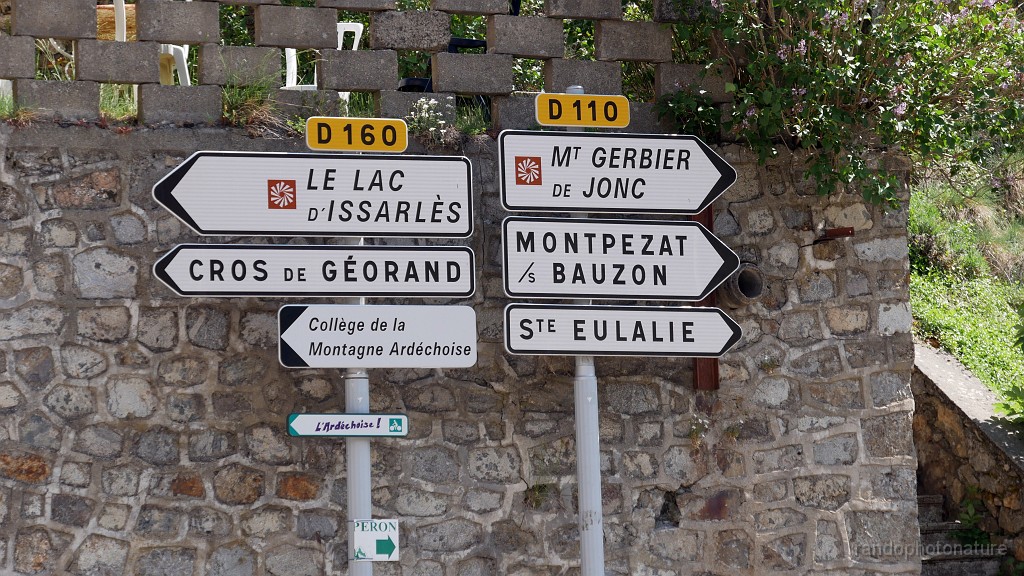 D 160
LE LAC
D'ISSARLÈS
CROS DE GÉORAND
Collège de la
Montagne Ardéchoise
L'Ardéchoise !
PERON
D 110
MT GERBIER
DE JONC
MONTPEZAT
/S BAUZON
STE EULALIE
randophotonature